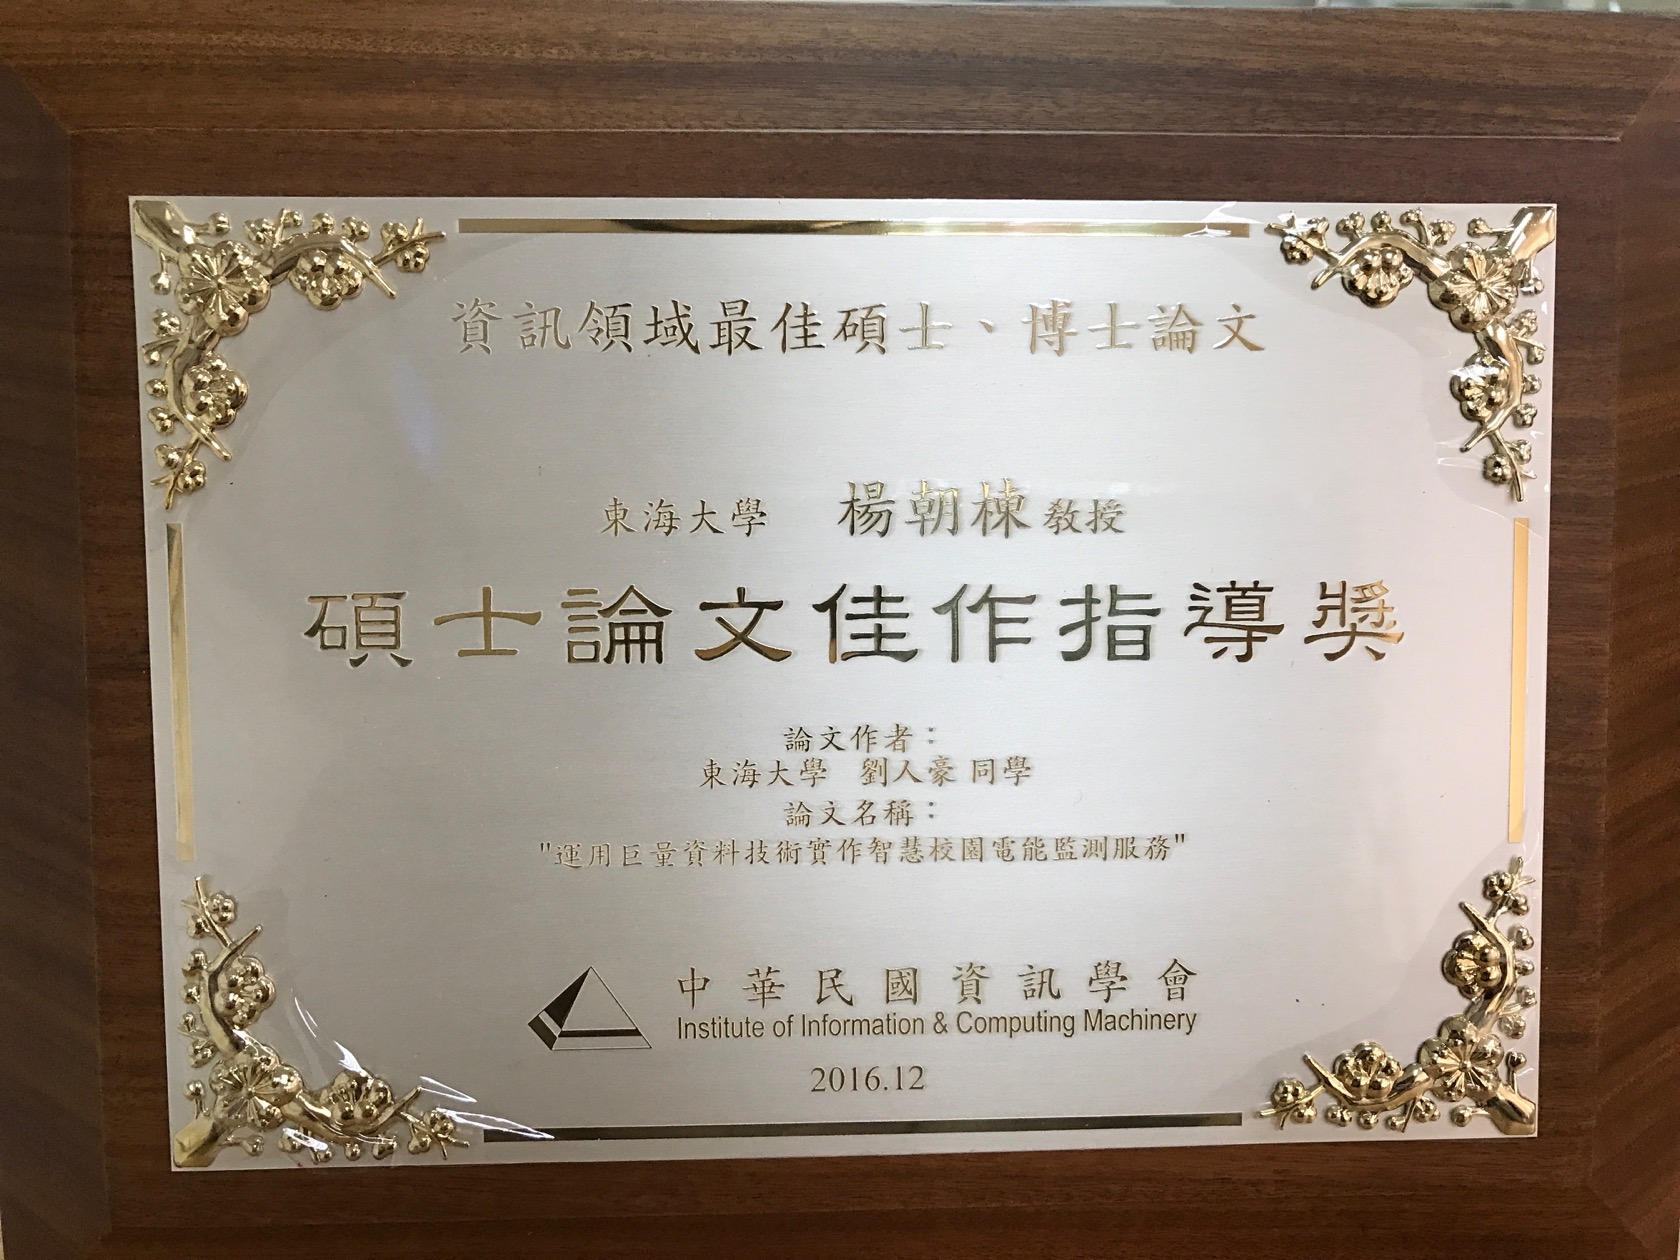 資訊領域最佳碩士、博士論文
東海大學 楊朝棟 教授
碩士論文佳作指導獎
論文作者：
東海大學 劉人豪 同學
論文名稱：
"運用巨量資料技術實作智慧校園電能監測服務"
中華民國資訊學會
Institute of Information & Computing Machinery
2016.12